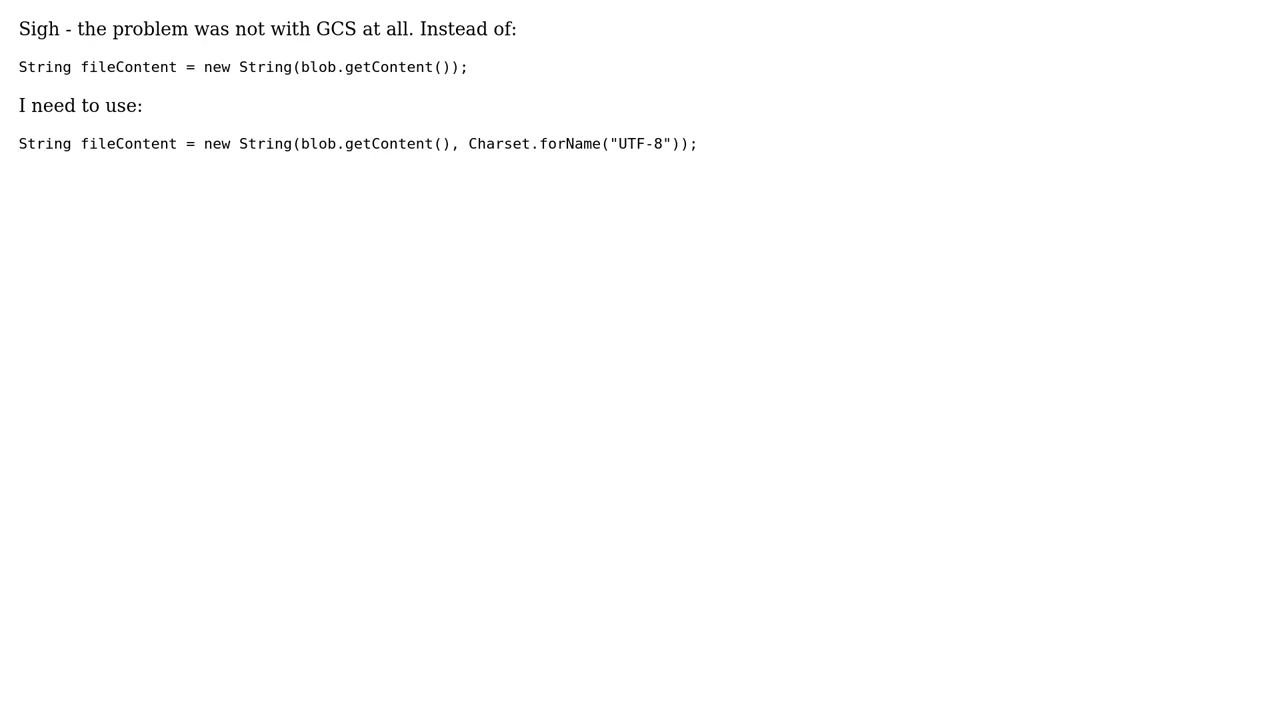 Sigh - the problem was not with GCS at all. Instead of:
String fileContent = new String(blob.getContent());
I need to use:
String fileContent = new String(blob.getContent(), Charset.forName("UTF-8"));